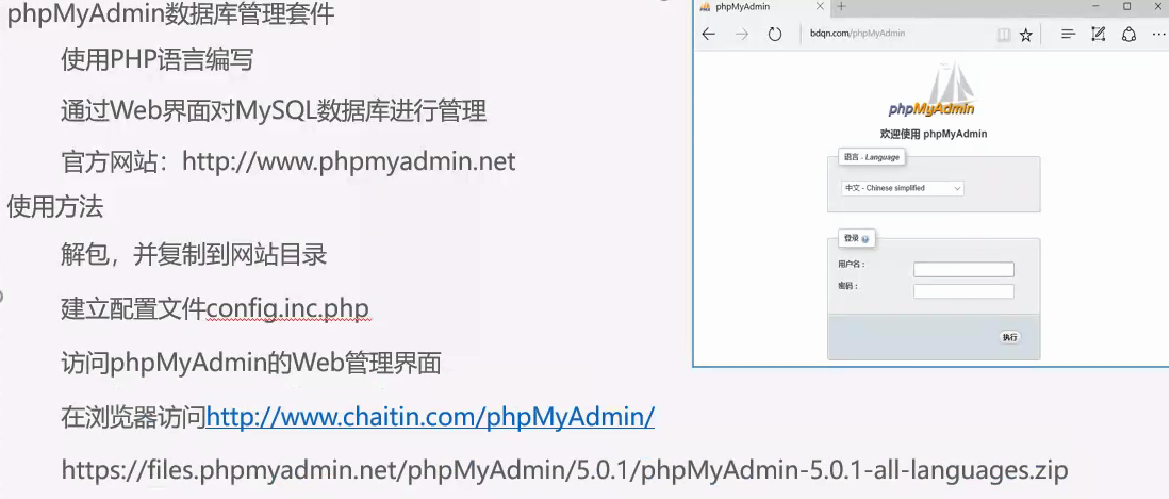 phpMyAdmin数据库管理套件
使用PHP语言编写
通过Web界面对MySQL数据库进行管理
官方网站：http://www.phpmyadmin.net
使用方法
解包，并复制到网站目录
建立配置文件config.inc.php
访问phpMyAdmin的Web管理界面
在浏览器访问http://www.chaitin.com/phpMyAdmin/
https://files.phpmyadmin.net/phpMyAdmin/5.0.1/phpMyAdmin-5.0.1-all-languages.zip
phpMyAdmin
bdqn.com/phpMyAdmin
phpMyAdmin
欢迎使用 phpMyAdmin
语言 - Language
中文 - Chinese simplified
登录
用户名：
密码：
执行